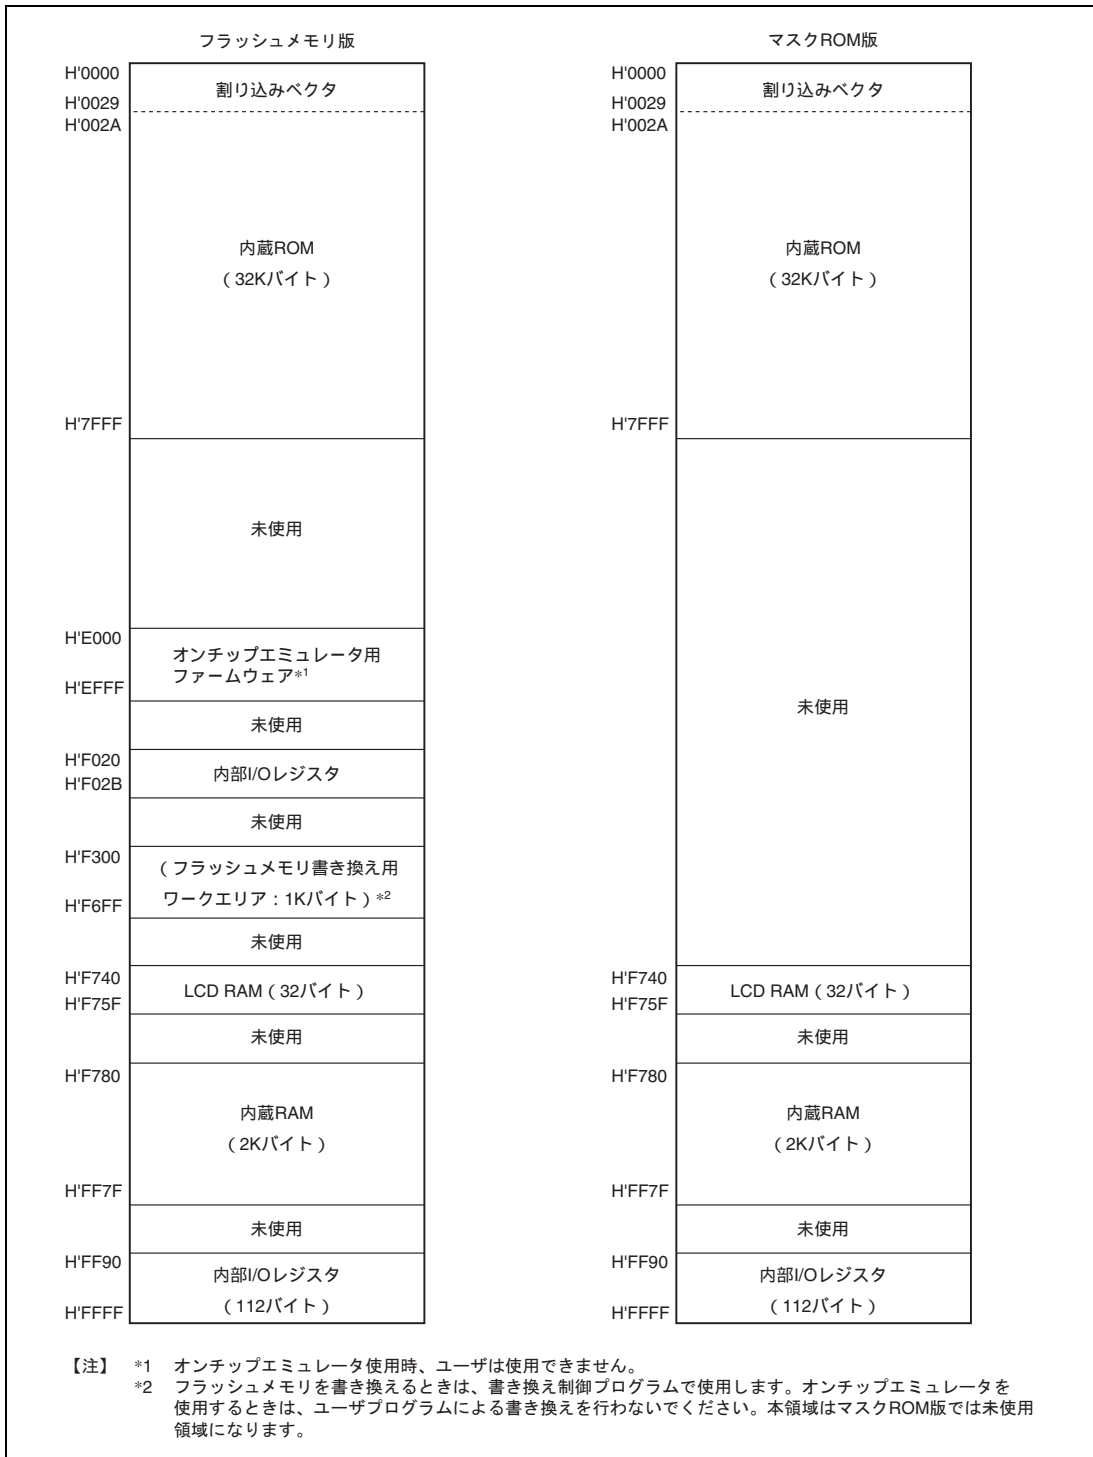 フラッシュメモリ版
H'0000
割り込みベクタ
H'0029
H'002A
内蔵ROM
（32Kバイト）
H'7FFF
未使用
H'E000
オンチップエミュレータ用
ファームウェア*1
H'EFFF
未使用
H'F020
内部I/Oレジスタ
H'F02B
未使用
H'F300
（フラッシュメモリ書き換え用
ワークエリア：1Kバイト）*2
H'F6FF
未使用
H'F740
LCD RAM（32バイト）
H'F75F
未使用
H'F780
内蔵RAM
（2Kバイト）
H'FF7F
未使用
H'FF90
内部I/Oレジスタ
（112バイト）
H'FFFF
マスクROM版
H'0000
割り込みベクタ
H'0029
H'002A
内蔵ROM
（32Kバイト）
H'7FFF
未使用
H'F740
LCD RAM（32バイト）
H'F75F
未使用
H'F780
内蔵RAM
（2Kバイト）
H'FF7F
未使用
H'FF90
内部I/Oレジスタ
（112バイト）
H'FFFF
【注】 *1 オンチップエミュレータ使用時、ユーザは使用できません。
*2 フラッシュメモリを書き換えるときは、書き換え制御プログラムで使用します。オンチップエミュレータを
使用するときは、ユーザプログラムによる書き換えを行わないでください。本領域はマスクROM版では未使用
領域になります。